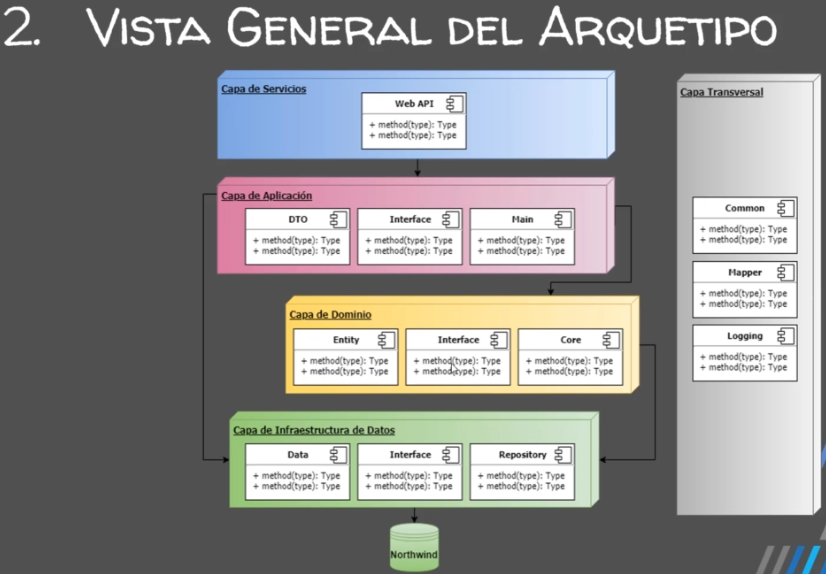 2. Vista General del Arquetipo
Capa de Servicios
Web API
+ method(type): Type
+ method(type): Type
Capa de Aplicación
DTO
+ method(type): Type
+ method(type): Type
Interface
+ method(type): Type
+ method(type): Type
Main
+ method(type): Type
+ method(type): Type
Capa de Dominio
Entity
+ method(type): Type
+ method(type): Type
Interface
+ method(type): Type
+ method(type): Type
Core
+ method(type): Type
+ method(type): Type
Capa de Infraestructura de Datos
Data
+ method(type): Type
+ method(type): Type
Interface
+ method(type): Type
+ method(type): Type
Repository
+ method(type): Type
+ method(type): Type
Northwind
Capa Transversal
Common
+ method(type): Type
+ method(type): Type
Mapper
+ method(type): Type
+ method(type): Type
Logging
+ method(type): Type
+ method(type): Type